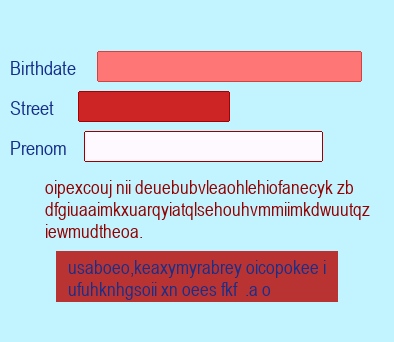 Birthdate
Street
Prenom
oipexcouj nii deuebubvleaohlehiofanecyk zb
dfgiuaaimkxuarqyiatqlsehouhvmmiimkdwuutqz
iewmudtheoa.
usaboeo,keaxymyrabrey oicopokee i
ufuhknhgsoii xn oees fkf .a o